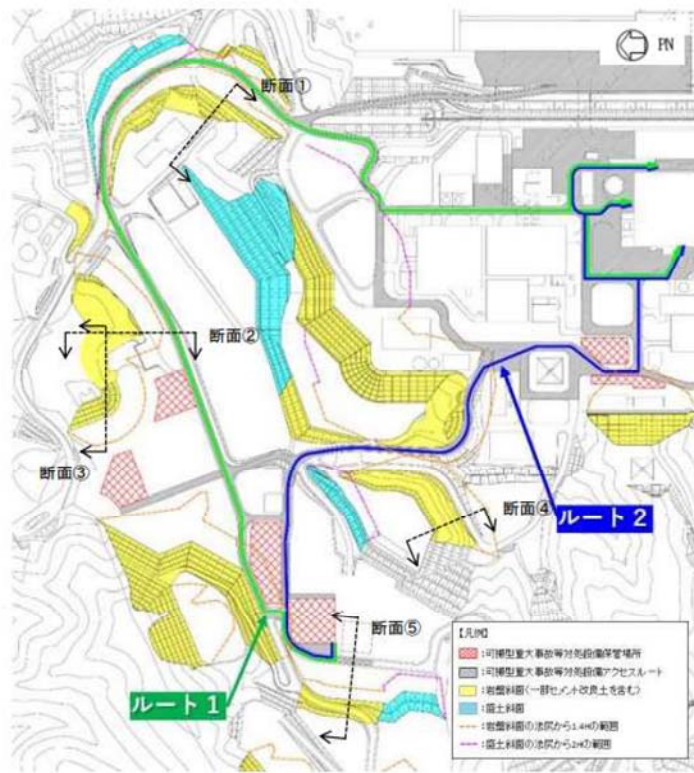 PN
断面①
断面②
断面③
断面④
ルート2
断面⑤
ルート1
【凡例】
:可搬型重大事故等対処設備保管場所
:可搬型重大事故等対処設備アクセスルート
:岩盤斜面(一部セメント改良土を含む)
:盛土斜面
:岩盤斜面の法尻から1.4Hの範囲
:盛土斜面の法尻から2Hの範囲